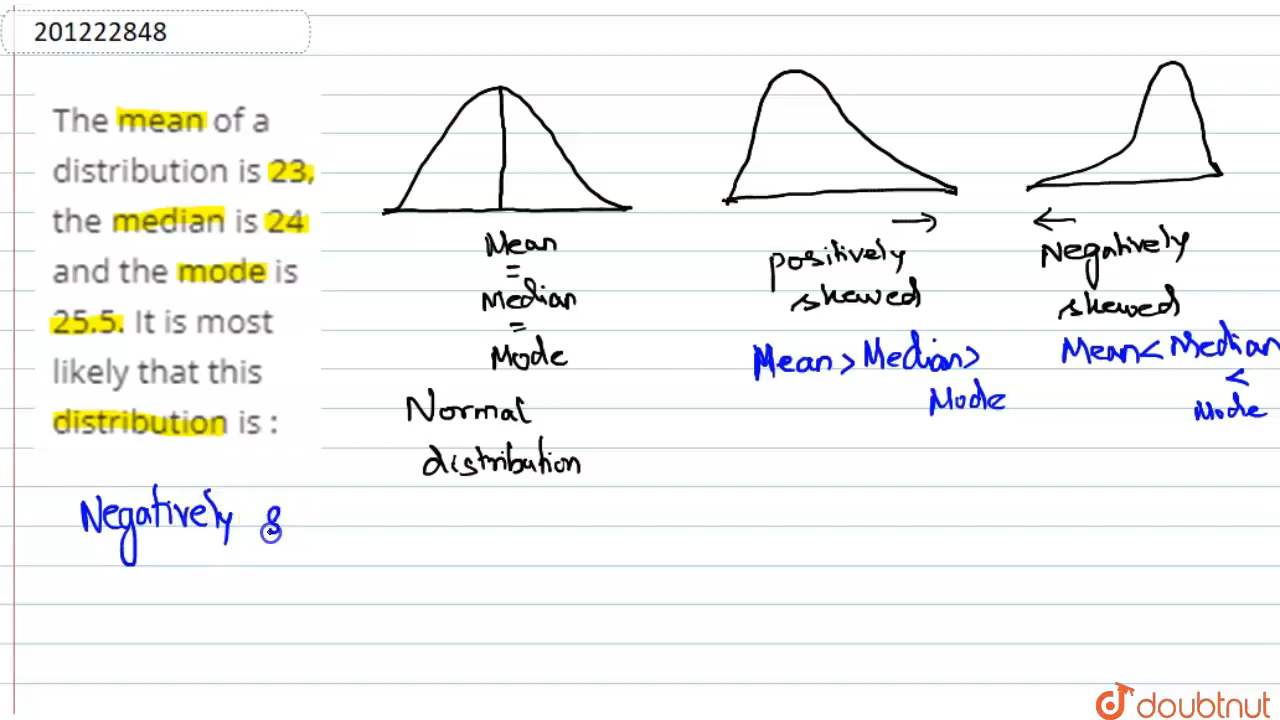 201222848
The mean of a
distribution is 23,
the median is 24
and the mode is
25.5. It is most
likely that this
distribution is :
Negatively s
Mean
=
Median
=
Mode
Normal
distribution
positively
skewed
Mean > Median >
Mode
Negatively
skewed
Mean < Median
<
Mode
doubtnut